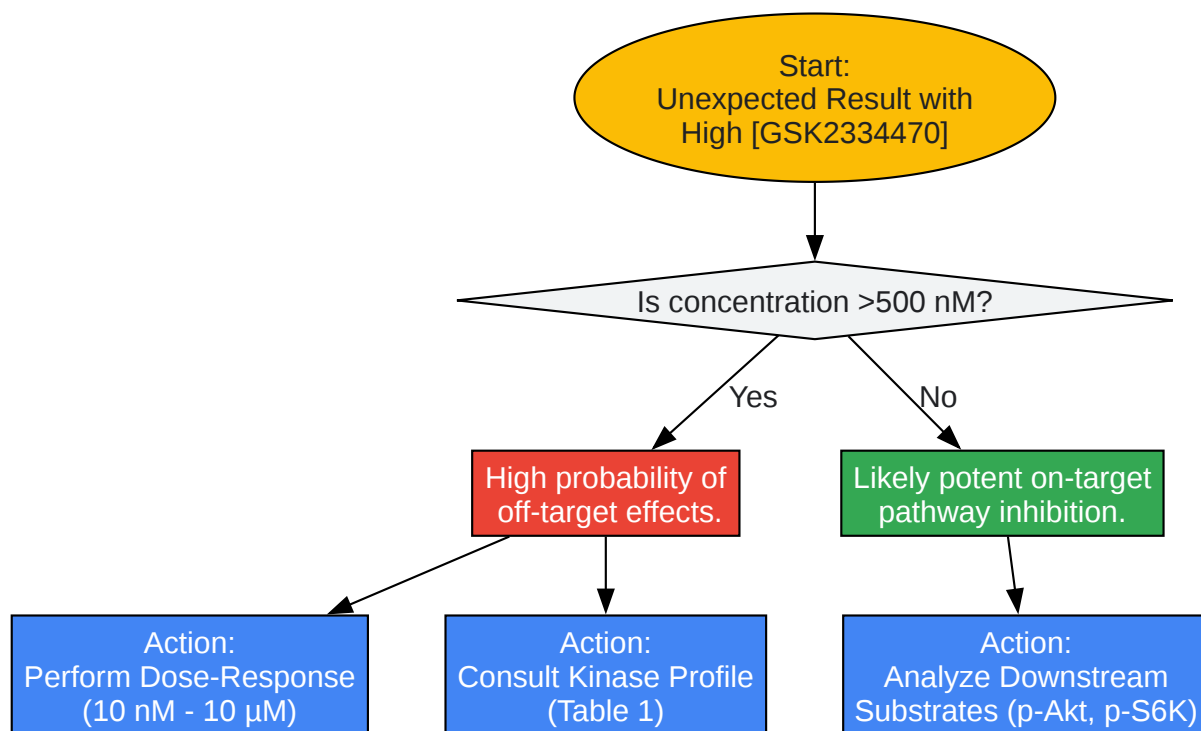 Start:
Unexpected Result with
High [GSK2334470]
Is concentration >500 nM?
Yes
No
High probability of
off-target effects.
Likely potent on-target
pathway inhibition.
Action:
Perform Dose-Response
(10 nM - 10 µM)
Action:
Consult Kinase Profile
(Table 1)
Action:
Analyze Downstream
Substrates (p-Akt, p-S6K)